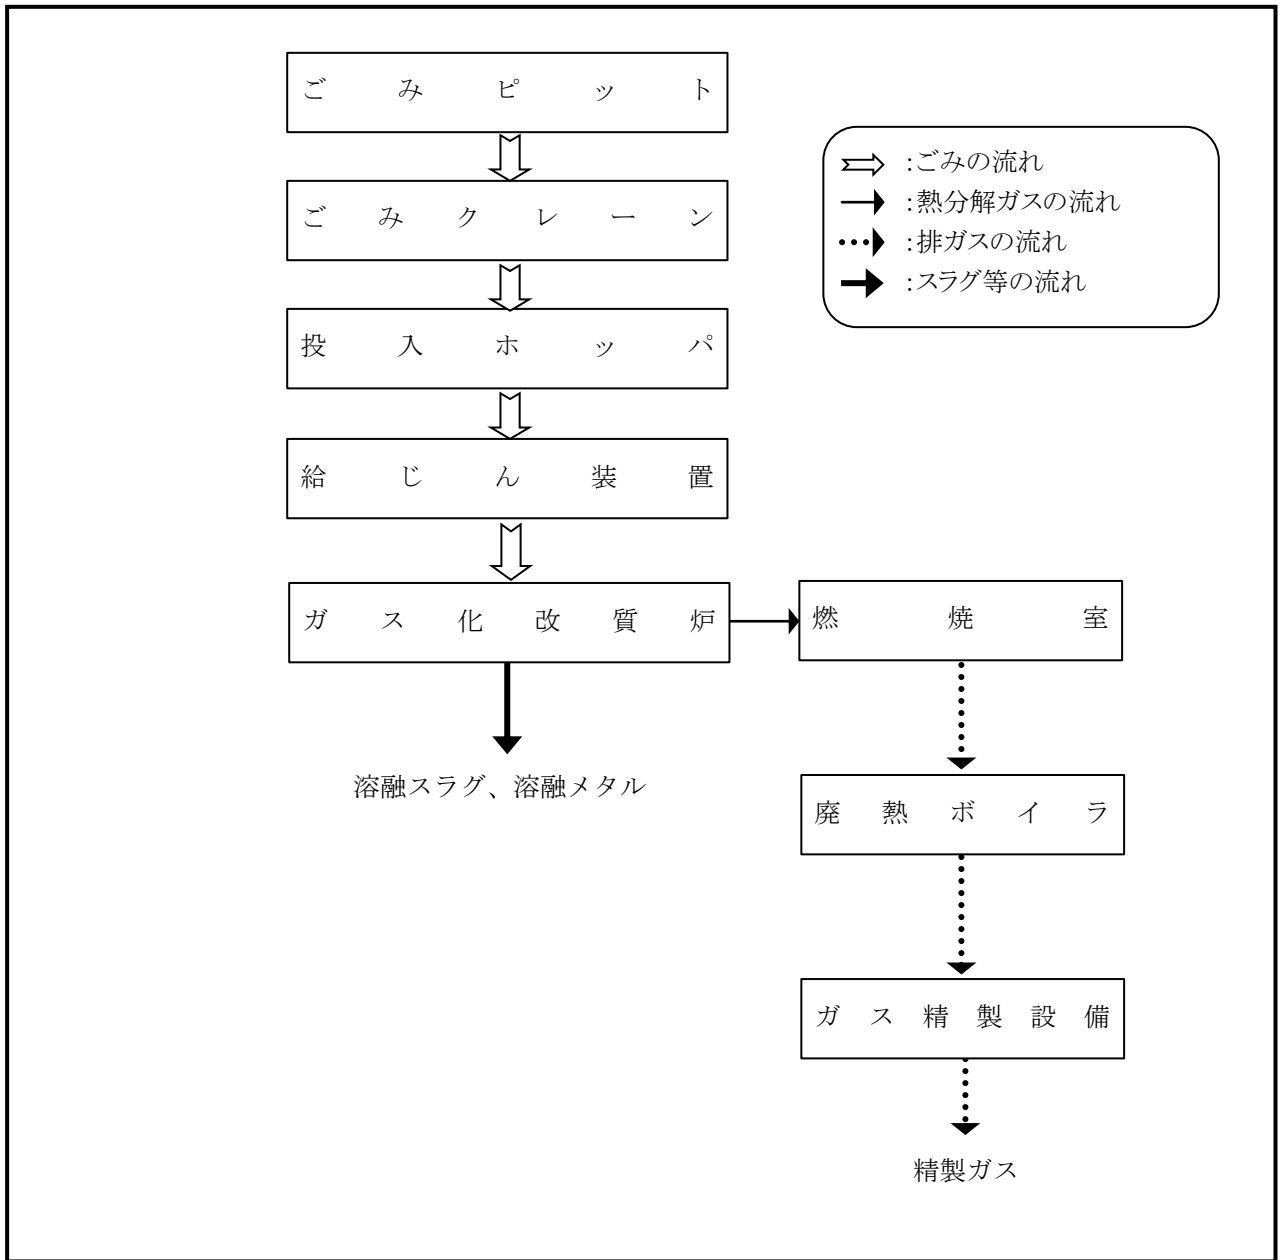 ごみピット
ごみクレーン
投入ホッパ
給じん装置
ガス化改質炉
溶融スラグ、溶融メタル
燃焼室
廃熱ボイラ
ガス精製設備
精製ガス
:ごみの流れ
:熱分解ガスの流れ
:排ガスの流れ
:スラグ等の流れ